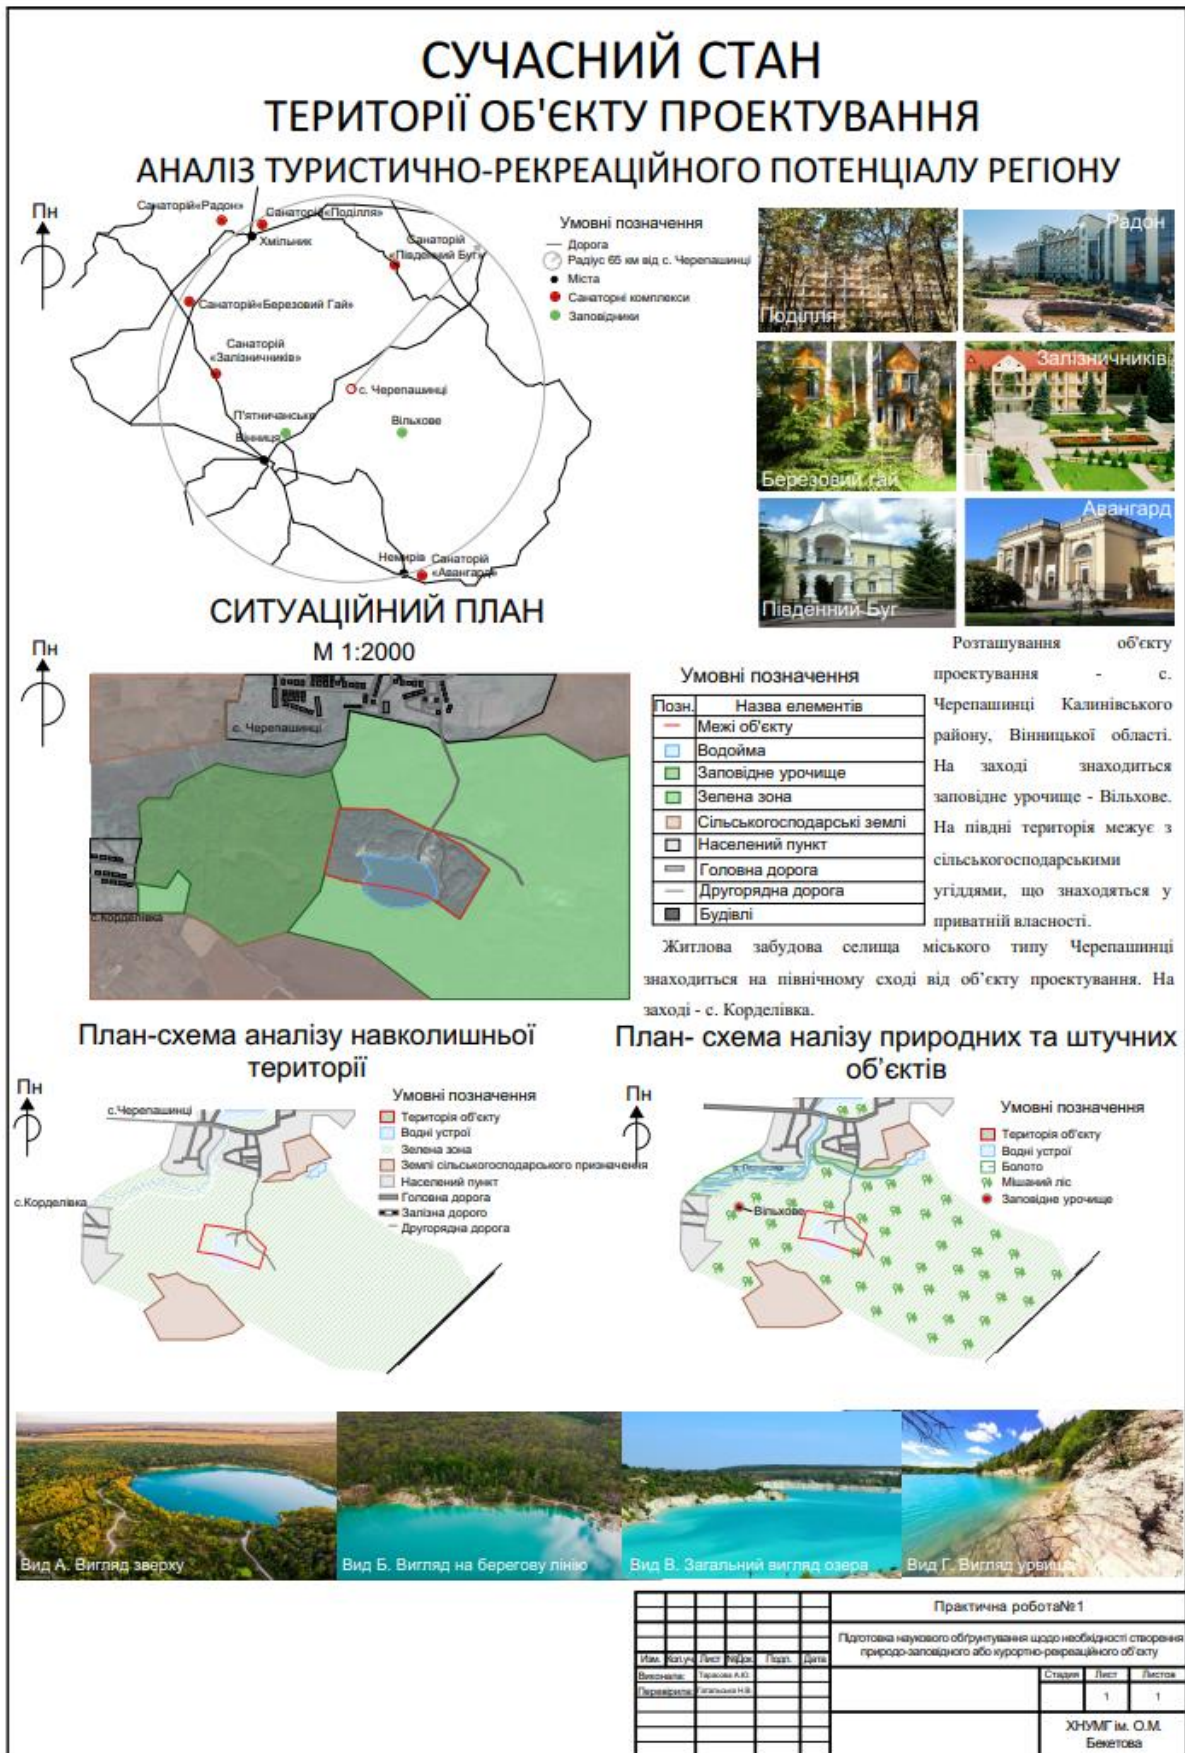 СУЧАСНИЙ СТАН
ТЕРИТОРІЇ ОБ'ЄКТУ ПРОЕКТУВАННЯ
АНАЛІЗ ТУРИСТИЧНО-РЕКРЕАЦІЙНОГО ПОТЕНЦІАЛУ РЕГІОНУ
Пн
Санаторій«Радон»
Санаторій«Поділля»
Хмільник
Санаторій
«Південний Буг»
Санаторій«Березовий Гай»
Санаторій
«Залізничників»
с. Черепашинці
П'ятничанське
Вінниця
Вільхове
Немирів
Санаторій
«Авангард»
Умовні позначення
Дорога
Радіус 65 км від с. Черепашинці
Міста
Санаторні комплекси
Заповідники
Поділля
Радон
Березовий гай
Залізничників
Південний Буг
Авангард
СИТУАЦІЙНИЙ ПЛАН
М 1:2000
Пн
с. Черепашинці
с.Корделівка
Умовні позначення
Позн. Назва елементів
Межі об'єкту
Водойма
Заповідне урочище
Зелена зона
Сільськогосподарські землі
Населений пункт
Головна дорога
Другорядна дорога
Будівлі
Розташування об'єкту
проектування - с.
Черепашинці Калинівського
району, Вінницької області.
На заході знаходиться
заповідне урочище - Вільхове.
На півдні територія межує з
сільськогосподарськими
угіддями, що знаходяться у
приватній власності.
Житлова забудова селища міського типу Черепашинці
знаходиться на північному сході від об'єкту проектування. На
заході - с. Корделівка.
План-схема аналізу навколишньої
території
Пн
с.Черепашинці
с.Корделівка
Умовні позначення
Територія об'єкту
Водні устрої
Зелена зона
Землі сільськогосподарського призначення
Населений пункт
Головна дорога
Залізна дорого
Другорядна дорога
План- схема налізу природних та штучних
об'єктів
Пн
Вільхове
Умовні позначення
Територія об'єкту
Водні устрої
Болото
Мішаний ліс
Заповідне урочище
Вид А. Вигляд зверху
Вид Б. Вигляд на берегову лінію
Вид В. Загальний вигляд озера
Вид Г. Вигляд урвища
Практична робота№1
Підготовка наукового обґрунтування щодо необхідності створення
природо-заповідного або курортно-рекреаційного об'єкту
Изм. Кол.уч Лист №Док. Подп. Дата
Виконала: Тарасова А.Ю.
Перевірила:
Стадия Лист Листов
1 1
ХНУМГ ім. О.М.
Бекетова